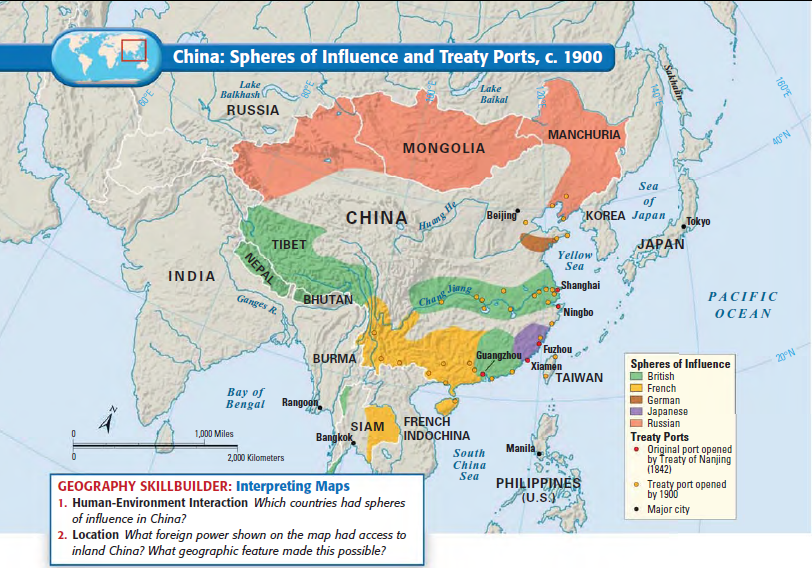 China: Spheres of Influence and Treaty Ports, c. 1900
Lake
Balkhash
RUSSIA
80°E
Lake
Baikal
Sakhalin
160°E
40°N
MONGOLIA
MANCHURIA
CHINA
Huang He
Beijing
KOREA
Sea
of
Japan
Tokyo
JAPAN
TIBET
NEPAL
INDIA
BHUTAN
Ganges R.
Chang Jiang
Yellow
Sea
Shanghai
Ningbo
PACIFIC
OCEAN
BURMA
Guangzhou
Fuzhou
Xiamen
TAIWAN
20°N
Bay of
Bengal
Rangoon
SIAM
Bangkok
FRENCH
INDOCHINA
South
China
Sea
Manila
PHILIPPINES
(U.S.)
N
0
1,000 Miles
0
2,000 Kilometers
Spheres of Influence
British
French
German
Japanese
Russian
Treaty Ports
Original port opened
by Treaty of Nanjing
(1842)
Treaty port opened
by 1900
Major city
GEOGRAPHY SKILLBUILDER: Interpreting Maps
1. Human-Environment Interaction Which countries had spheres
of influence in China?
2. Location What foreign power shown on the map had access to
inland China? What geographic feature made this possible?